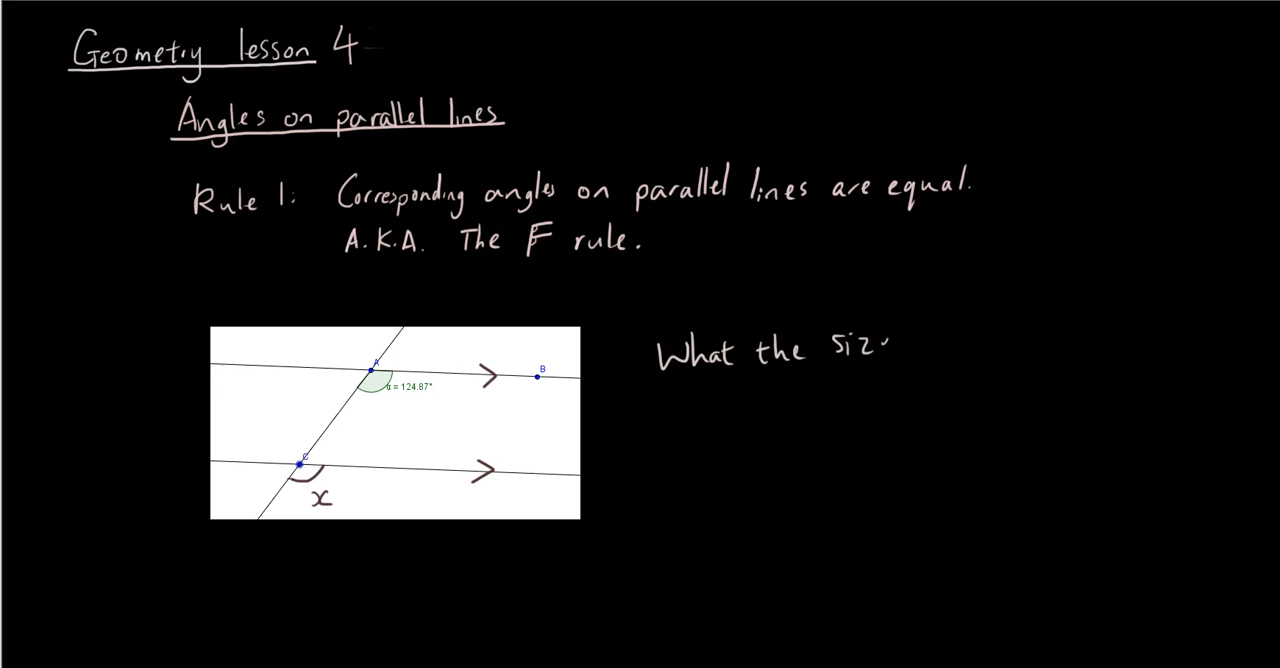 Geometry lesson 4
Angles on parallel lines
Rule 1: Corresponding angles on parallel lines are equal.
A.K.A. The F rule.
What the siz
A
B
α = 124.87°
C
x